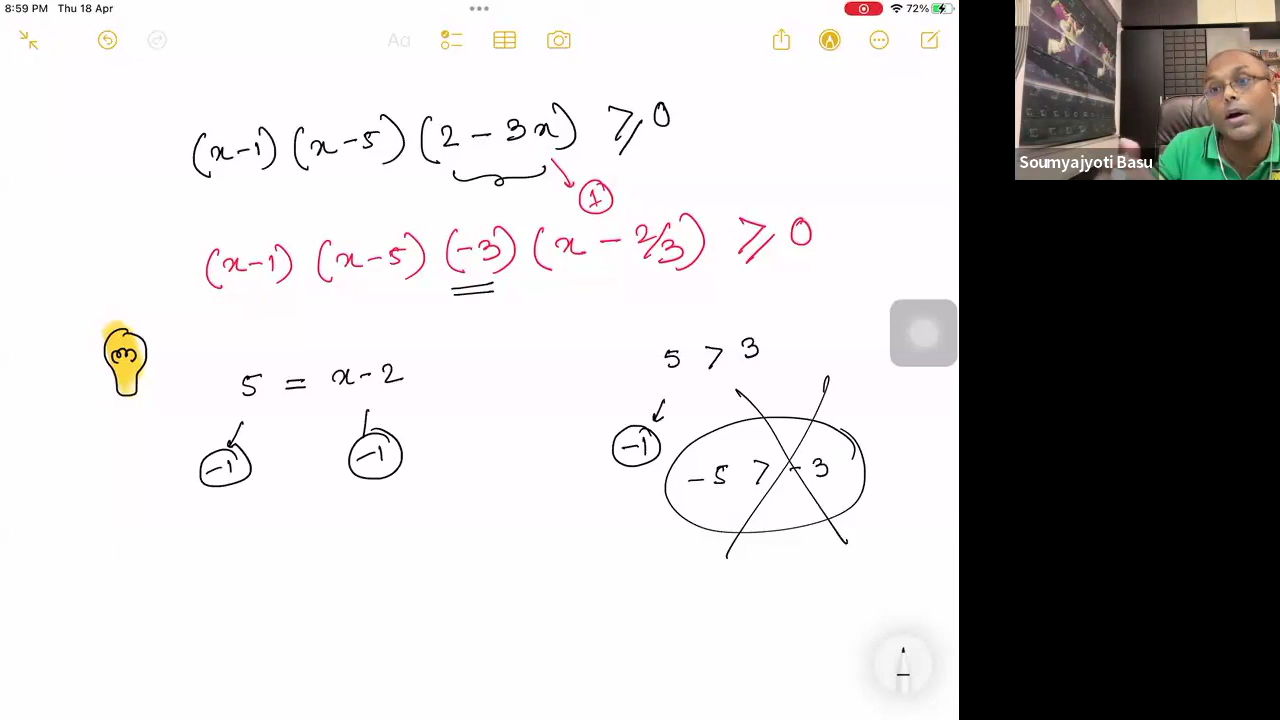 8:59 PM Thu 18 Apr
72%
Aa
(x-1) (x-5) (2 - 3x) ⩾ 0
1
(x-1) (x-5) (-3) (x - 2/3) ⩾ 0
5 = x-2
5 > 3
-1 -1
-1
-5 > -3
Soumyajyoti Basu